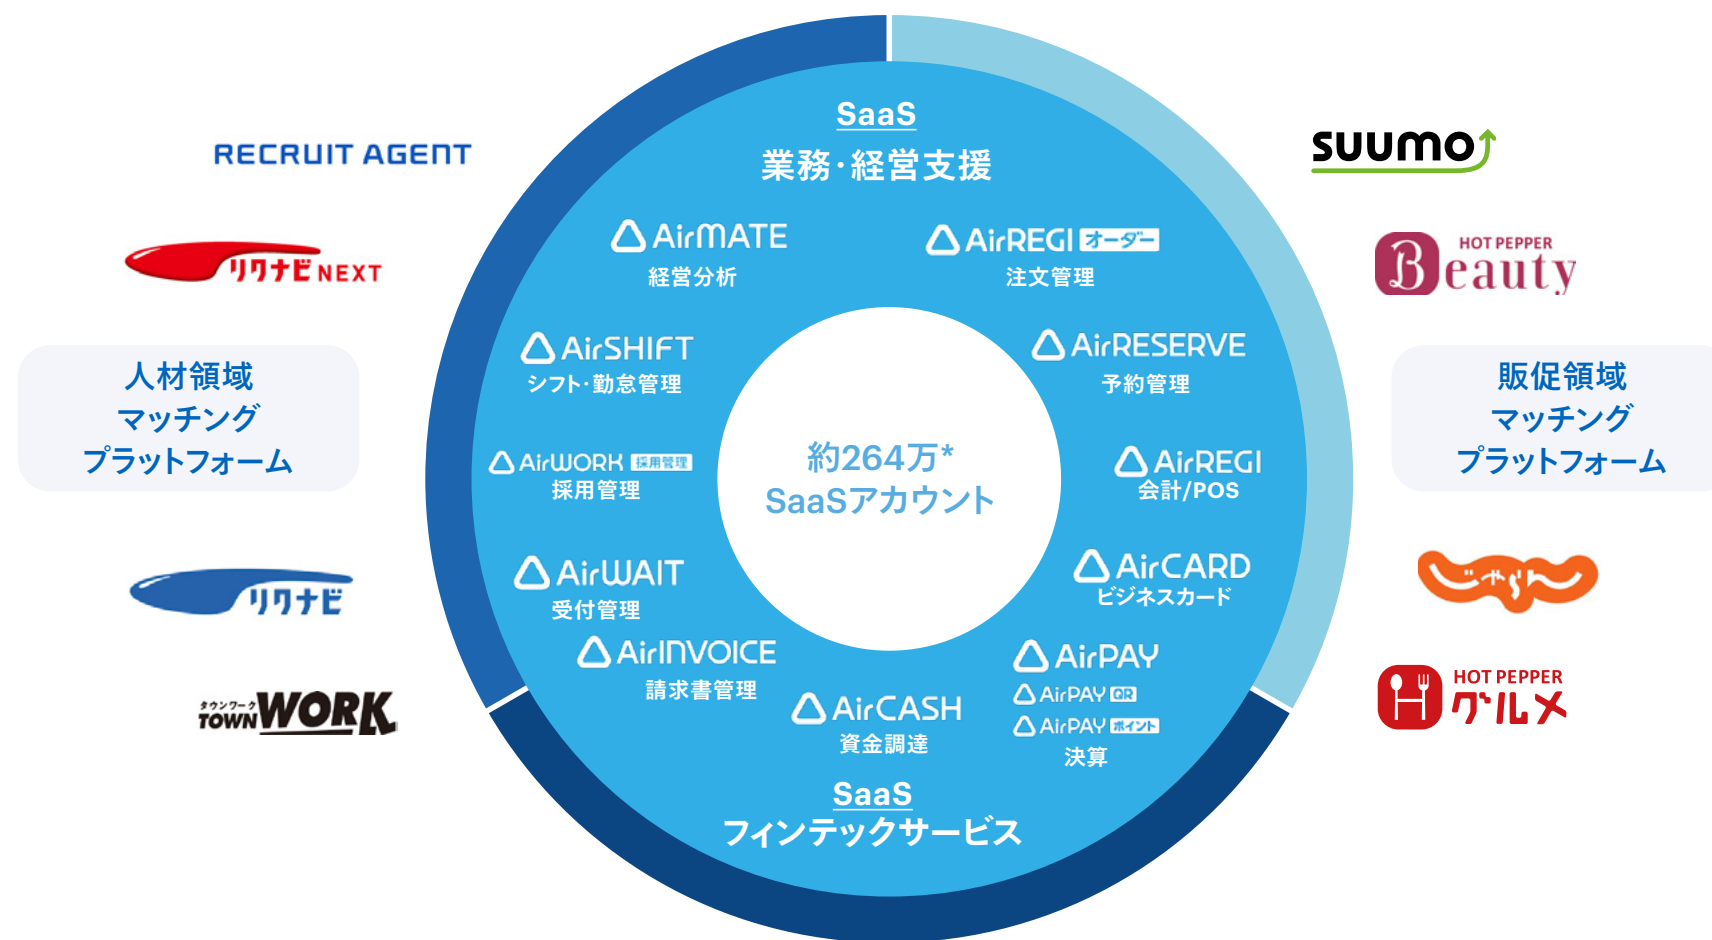 RECRUIT AGENT
リクナビ NEXT
人材領域
マッチング
プラットフォーム
リクナビ
タウンワーク
TOWN WORK
SaaS
業務・経営支援
AirMATE
経営分析
AirREGI オーダー
注文管理
AirSHIFT
シフト・勤怠管理
AirRESERVE
予約管理
AirWORK 採用管理
採用管理
AirREGI
会計/POS
約264万*
SaaSアカウント
AirWAIT
受付管理
AirCARD
ビジネスカード
AirINVOICE
請求書管理
AirCASH
資金調達
AirPAY
AirPAY QR
AirPAY ポイント
決算
SaaS
フィンテックサービス
SUUMO
HOT PEPPER
Beauty
販促領域
マッチング
プラットフォーム
じゃらん
HOT PEPPER
グルメ